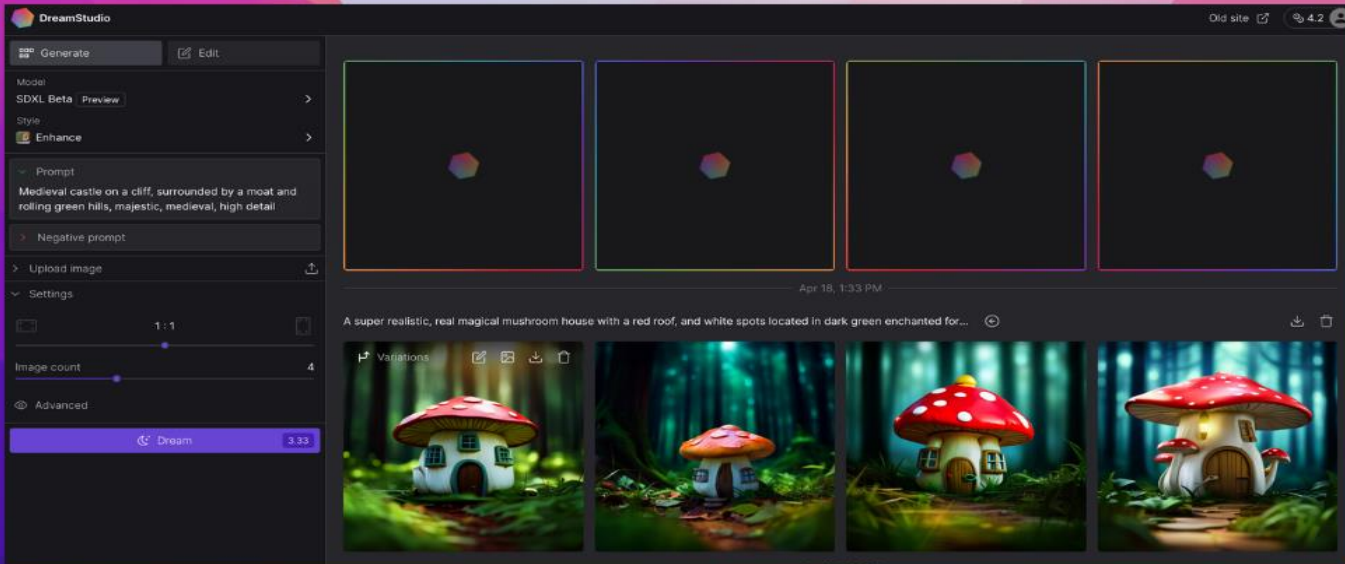 DreamStudio
Old site
4.2
Generate
Edit
Model
SDXL Beta Preview
Style
Enhance
Prompt
Medieval castle on a cliff, surrounded by a moat and
rolling green hills, majestic, medieval, high detail
Negative prompt
Upload image
Settings
1:1
Image count 4
Advanced
Dream 3.33
Apr 18, 1:33 PM
A super realistic, real magical mushroom house with a red roof, and white spots located in dark green enchanted for...
Variations